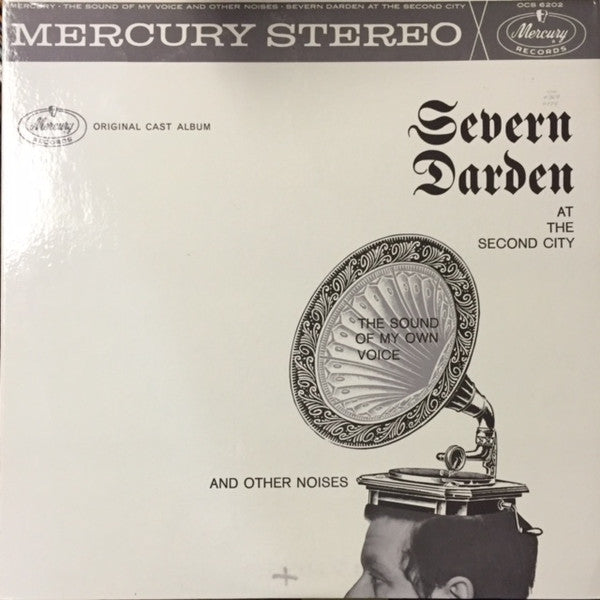 MERCURY · THE SOUND OF MY VOICE AND OTHER NOISES · SEVERN DARDEN AT THE SECOND CITY
OCS 6202
MERCURY STEREO
Mercury
RECORDS
Mercury
RECORDS
ORIGINAL CAST ALBUM
Severn
Darden
AT
THE
SECOND CITY
THE SOUND
OF MY OWN
VOICE
AND OTHER NOISES